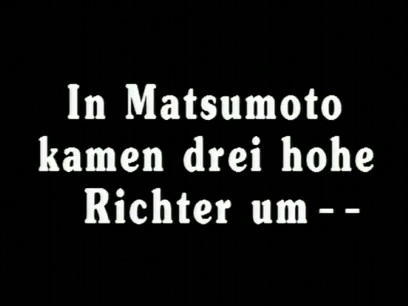 In Matsumoto
kamen drei hohe
Richter um --